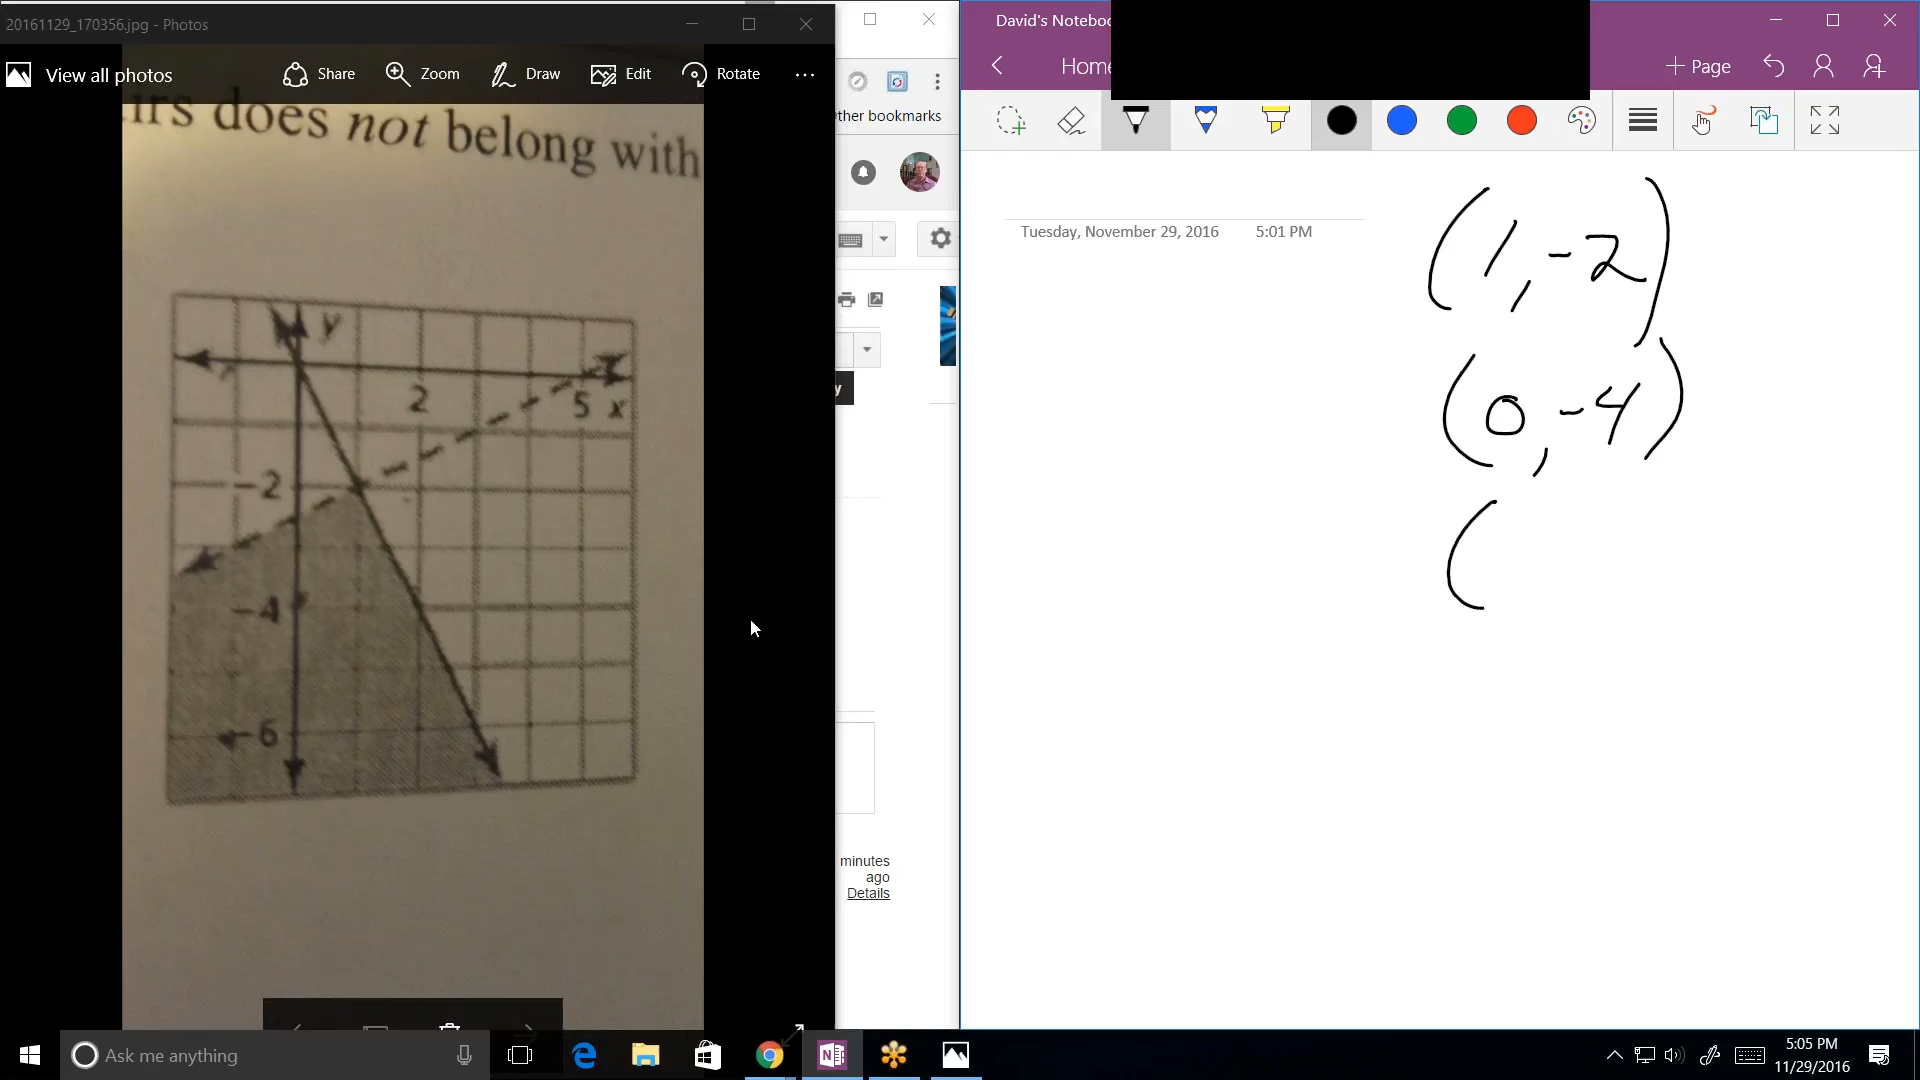 20161129_170356.jpg - Photos
View all photos
Share
Zoom
Draw
Edit
Rotate
does not belong with
y
2
5
x
-2
-4
-6
ther bookmarks
y
minutes
ago
Details
David's Noteboo
Home
Page
Tuesday, November 29, 2016
5:01 PM
(1, -2)
(0, -4)
(
Ask me anything
5:05 PM
11/29/2016